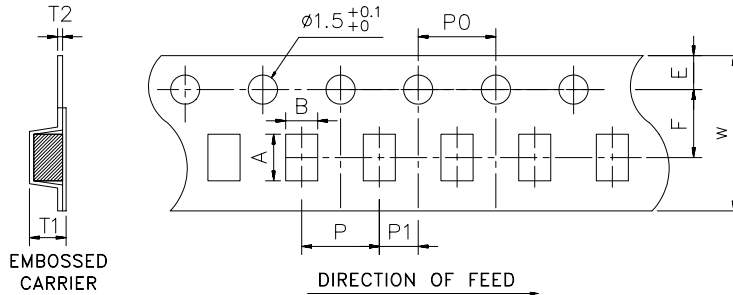 T2
ø1.5 +0.1
+0
P0
E
B
F
W
A
T1
P
P1
EMBOSSED
CARRIER
DIRECTION OF FEED